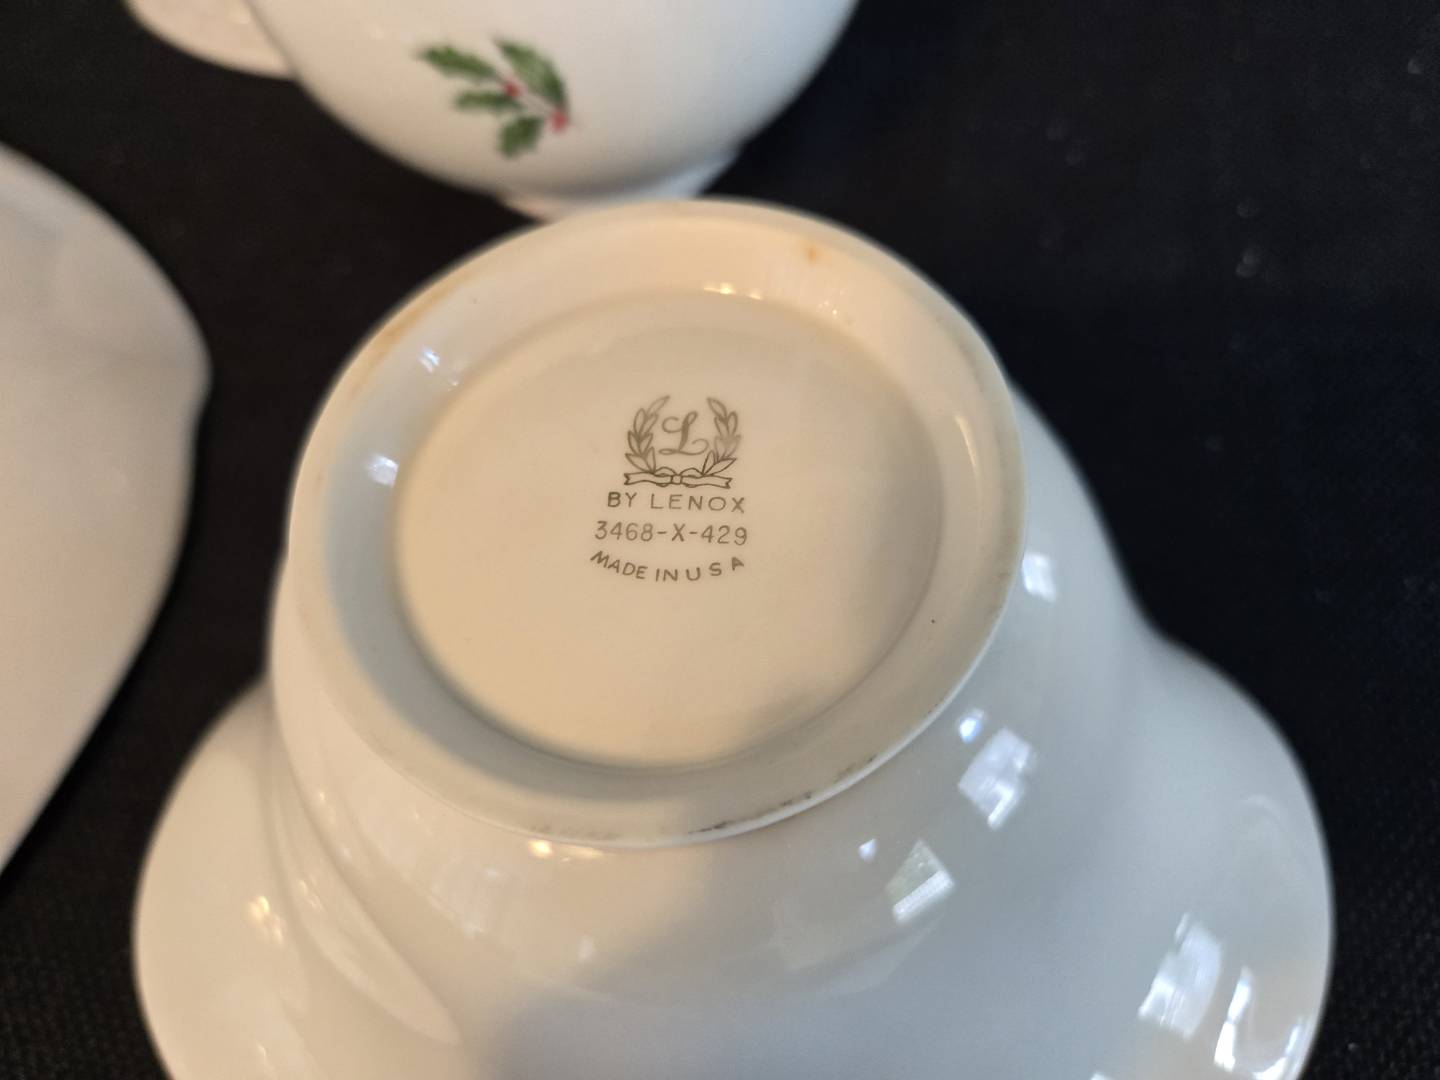 L
BY LENOX
3468-X-429
MADE IN USA